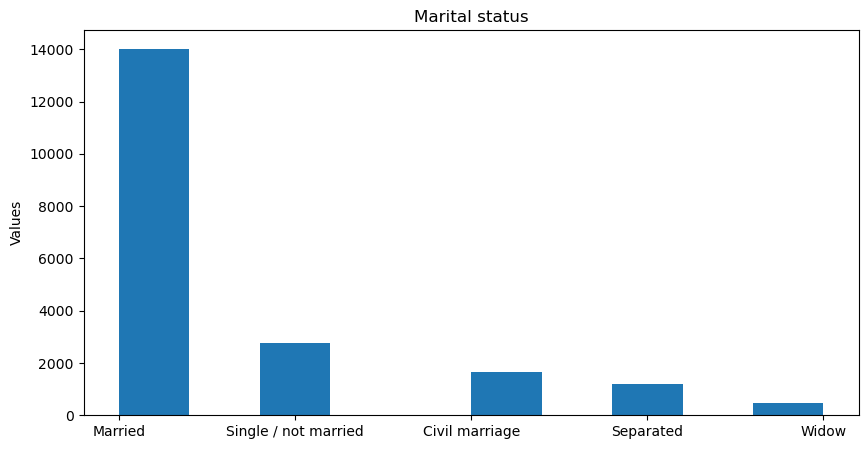 Marital status
Values
14000
12000
10000
8000
6000
4000
2000
0
Married
Single / not married
Civil marriage
Separated
Widow